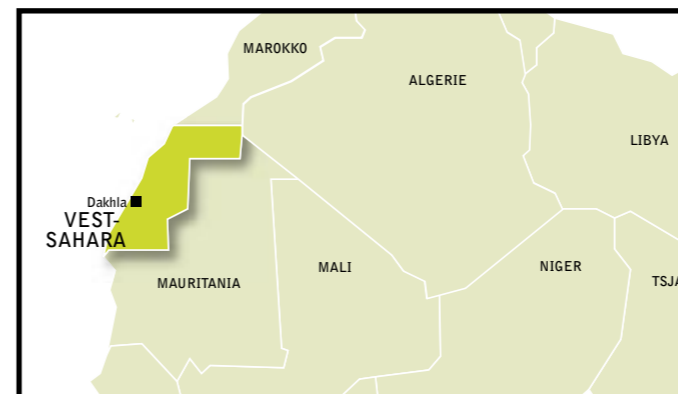 MAROKKO
ALGERIE
LIBYA
Dakhla
VEST-
SAHARA
MALI
NIGER
MAURITANIA
TSJA